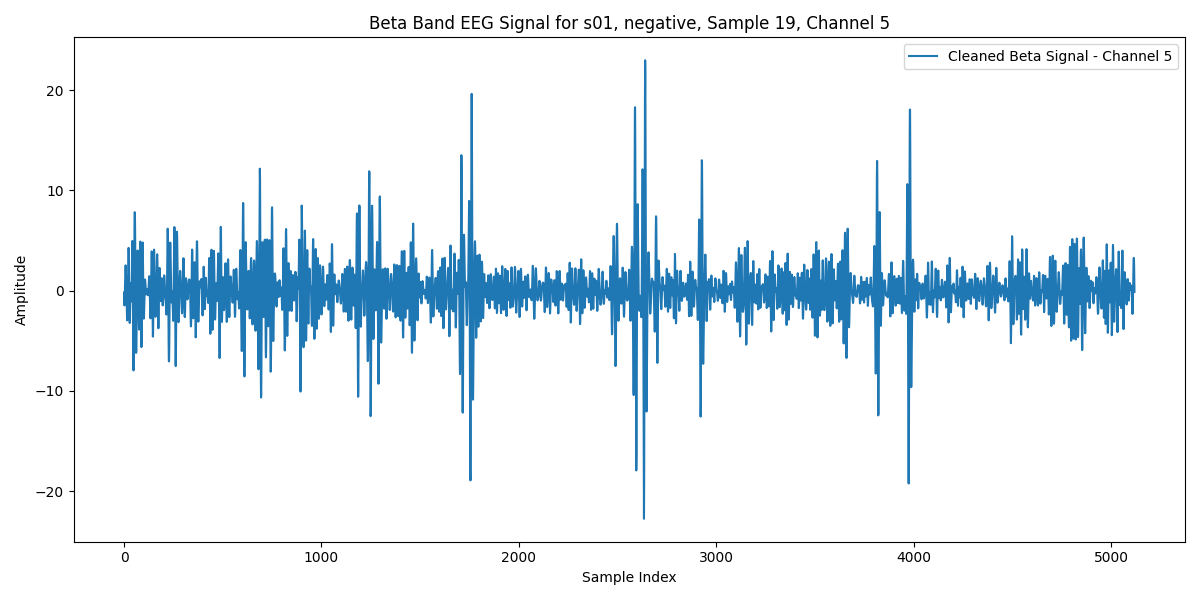 Beta Band EEG Signal for s01, negative, Sample 19, Channel 5
Cleaned Beta Signal - Channel 5
Amplitude
20
10
0
−10
−20
0 1000 2000 3000 4000 5000
Sample Index